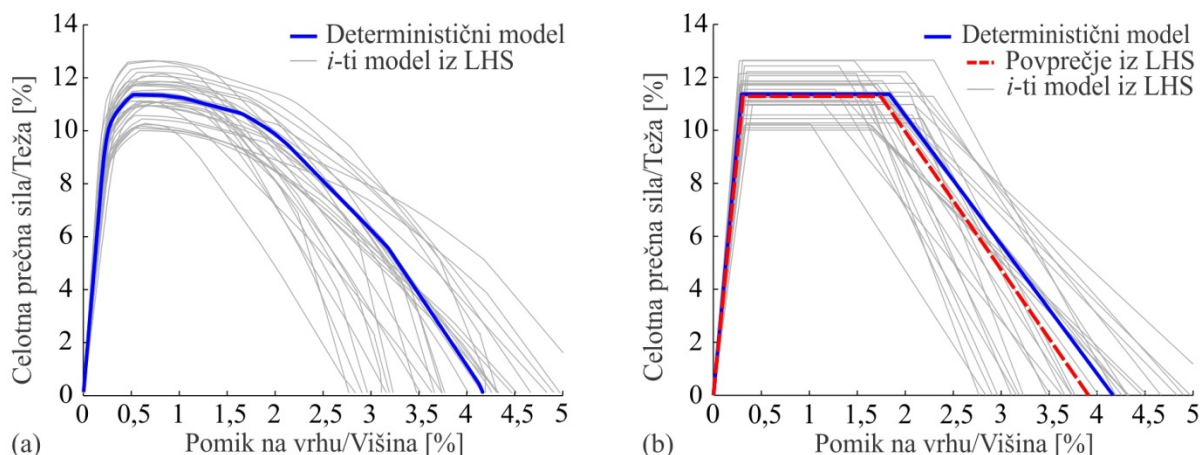 Deterministični model
i-ti model iz LHS
Celotna prečna sila/Teža [%]
14
12
10
8
6
4
2
0
0 0,5 1 1,5 2 2,5 3 3,5 4 4,5 5
Pomik na vrhu/Višina [%]
(a)
Deterministični model
Povprečje iz LHS
i-ti model iz LHS
Celotna prečna sila/Teža [%]
14
12
10
8
6
4
2
0
0 0,5 1 1,5 2 2,5 3 3,5 4 4,5 5
Pomik na vrhu/Višina [%]
(b)